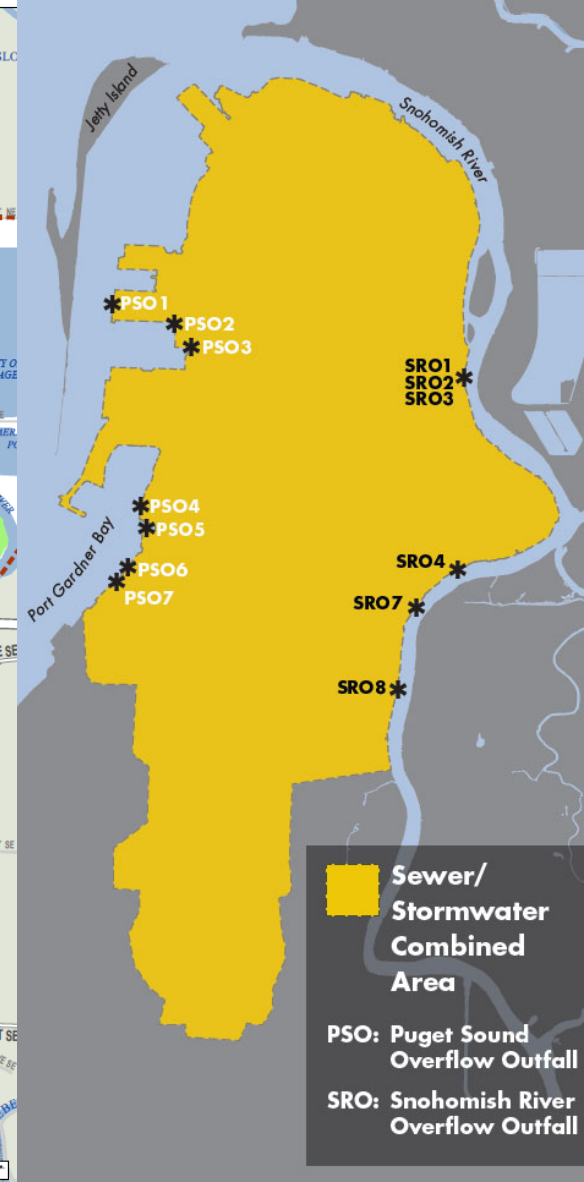 Jetty Island
Snohomish River
PSO1
PSO2
PSO3
SRO1
SRO2
SRO3
PSO4
PSO5
Port Gardner Bay
PSO6
PSO7
SRO4
SRO7
SRO8
Sewer/
Stormwater
Combined
Area
PSO: Puget Sound
Overflow Outfall
SRO: Snohomish River
Overflow Outfall